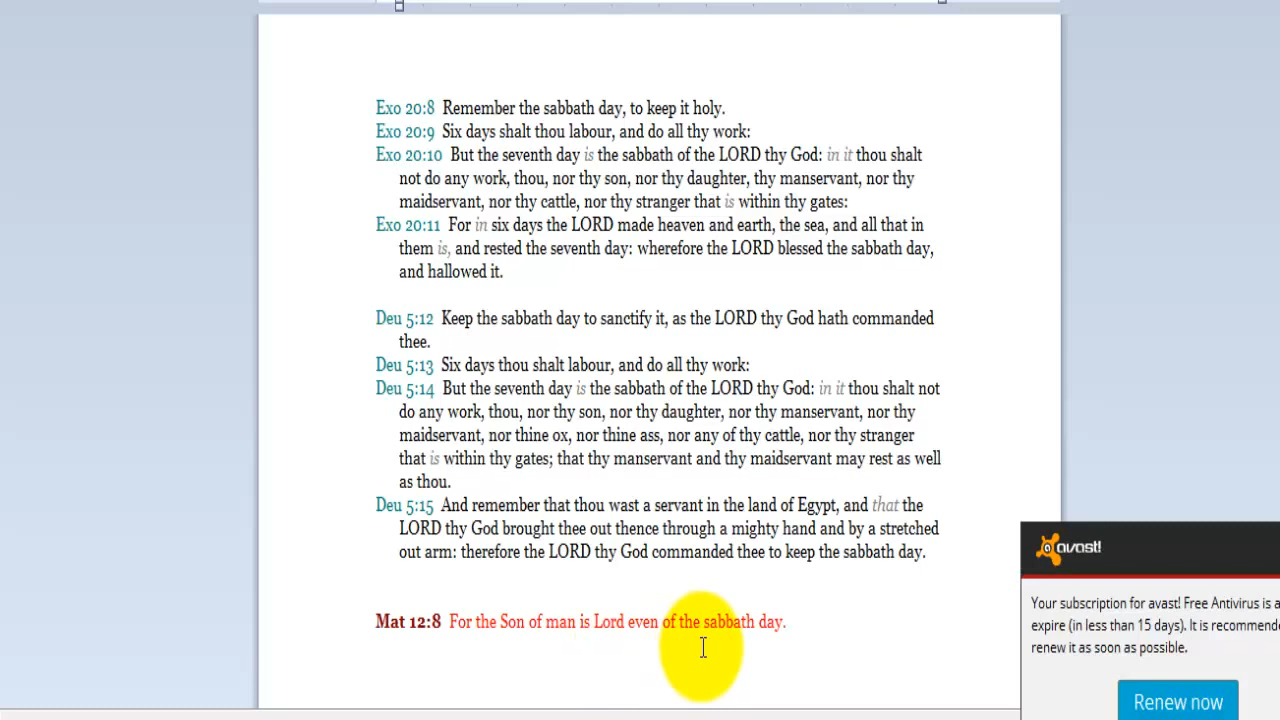 Exo 20:8 Remember the sabbath day, to keep it holy.
Exo 20:9 Six days shalt thou labour, and do all thy work:
Exo 20:10 But the seventh day is the sabbath of the LORD thy God: in it thou shalt
not do any work, thou, nor thy son, nor thy daughter, thy manservant, nor thy
maidservant, nor thy cattle, nor thy stranger that is within thy gates:
Exo 20:11 For in six days the LORD made heaven and earth, the sea, and all that in
them is, and rested the seventh day: wherefore the LORD blessed the sabbath day,
and hallowed it.
Deu 5:12 Keep the sabbath day to sanctify it, as the LORD thy God hath commanded
thee.
Deu 5:13 Six days thou shalt labour, and do all thy work:
Deu 5:14 But the seventh day is the sabbath of the LORD thy God: in it thou shalt not
do any work, thou, nor thy son, nor thy daughter, nor thy manservant, nor thy
maidservant, nor thine ox, nor thine ass, nor any of thy cattle, nor thy stranger
that is within thy gates; that thy manservant and thy maidservant may rest as well
as thou.
Deu 5:15 And remember that thou wast a servant in the land of Egypt, and that the
LORD thy God brought thee out thence through a mighty hand and by a stretched
out arm: therefore the LORD thy God commanded thee to keep the sabbath day.
Mat 12:8 For the Son of man is Lord even of the sabbath day.
avast!
Your subscription for avast! Free Antivirus is a
expire (in less than 15 days). It is recommend
renew it as soon as possible.
Renew now